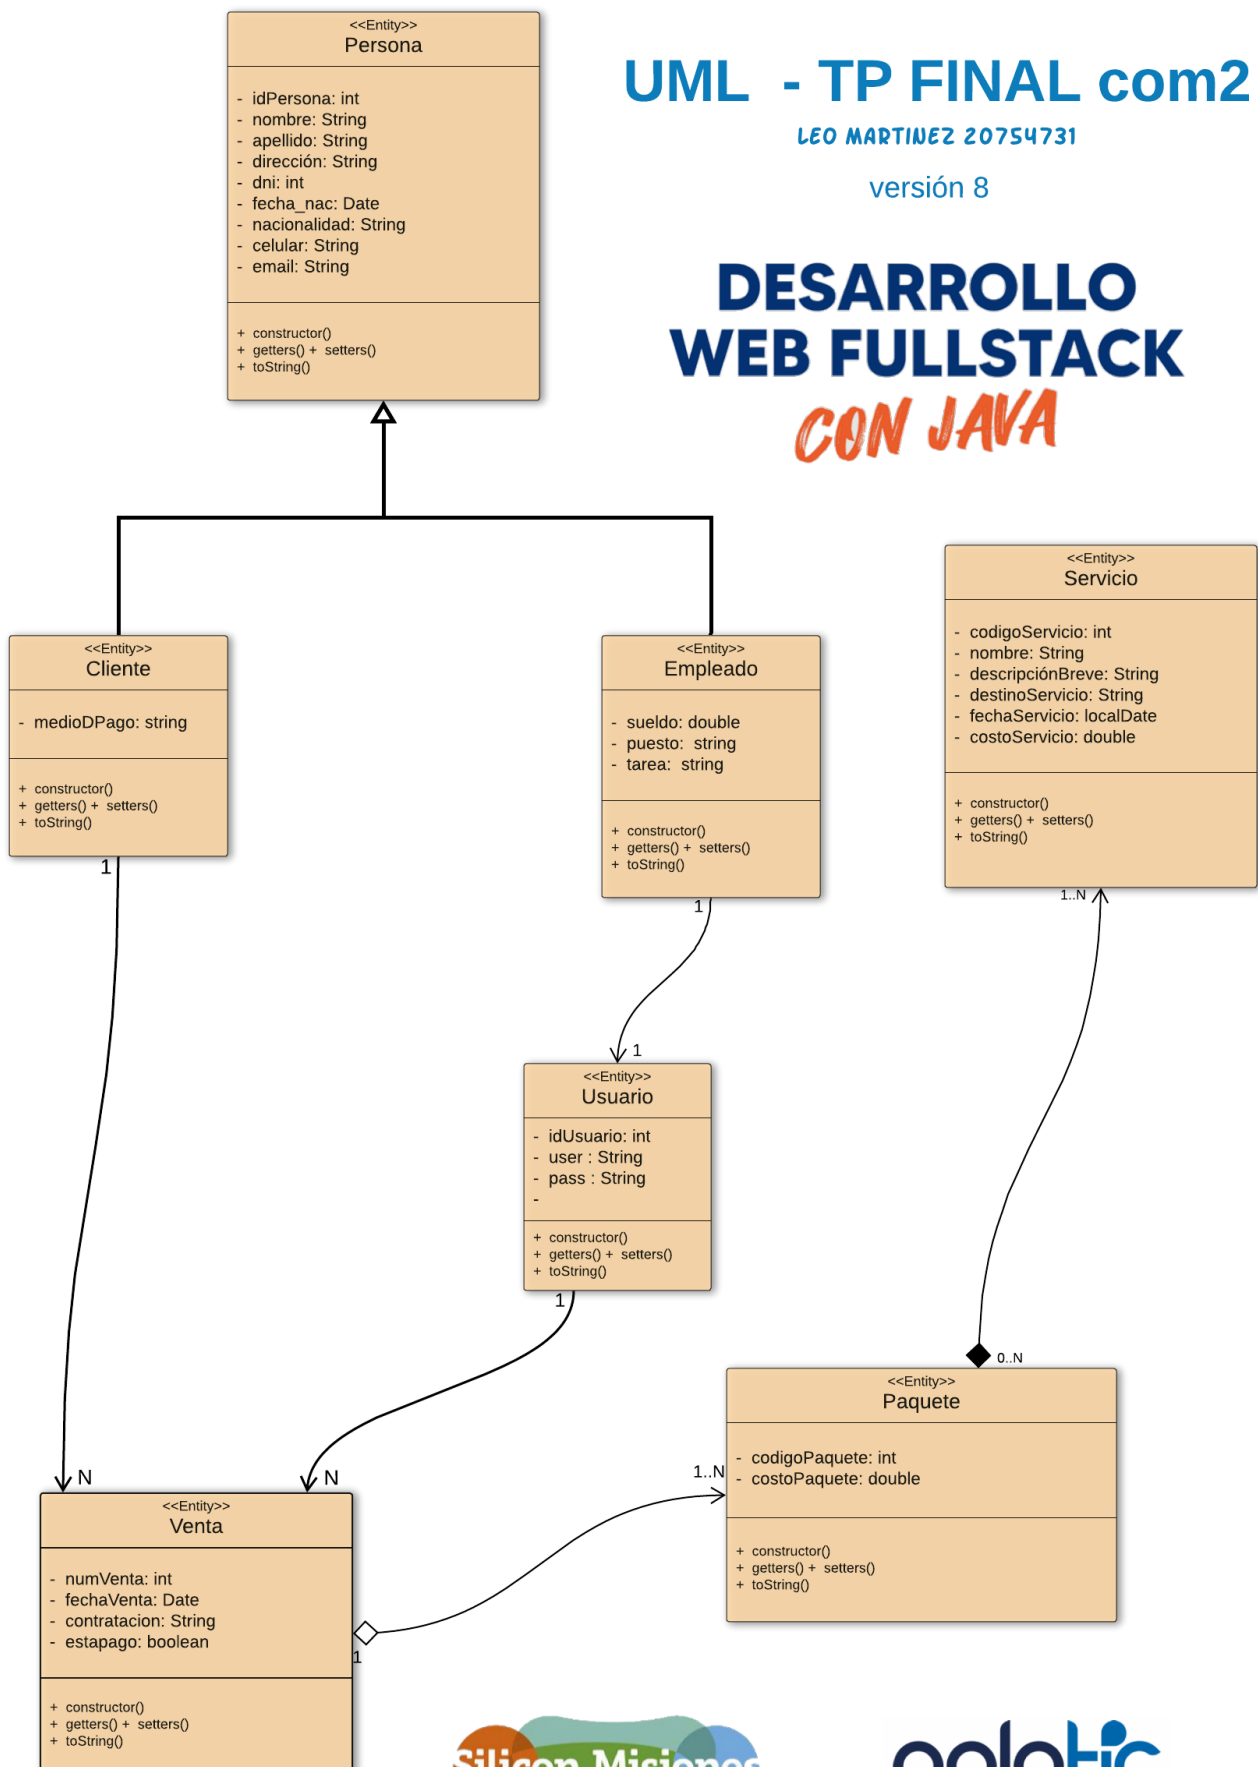 <<Entity>>
Persona
- idPersona: int
- nombre: String
- apellido: String
- dirección: String
- dni: int
- fecha_nac: Date
- nacionalidad: String
- celular: String
- email: String
+ constructor()
+ getters() + setters()
+ toString()
UML - TP FINAL com2
LEO MARTINEZ 20754731
versión 8
DESARROLLO
WEB FULLSTACK
CON JAVA
<<Entity>>
Cliente
- medioDPago: string
+ constructor()
+ getters() + setters()
+ toString()
1
<<Entity>>
Empleado
- sueldo: double
- puesto: string
- tarea: string
+ constructor()
+ getters() + setters()
+ toString()
1
<<Entity>>
Servicio
- codigoServicio: int
- nombre: String
- descripciónBreve: String
- destinoServicio: String
- fechaServicio: localDate
- costoServicio: double
+ constructor()
+ getters() + setters()
+ toString()
1..N
1
<<Entity>>
Usuario
- idUsuario: int
- user : String
- pass : String
-
+ constructor()
+ getters() + setters()
+ toString()
1
0..N
<<Entity>>
Paquete
- codigoPaquete: int
- costoPaquete: double
+ constructor()
+ getters() + setters()
+ toString()
1..N
N
N
<<Entity>>
Venta
- numVenta: int
- fechaVenta: Date
- contratacion: String
- estapago: boolean
+ constructor()
+ getters() + setters()
+ toString()
1
Silicon Misiones
polotic